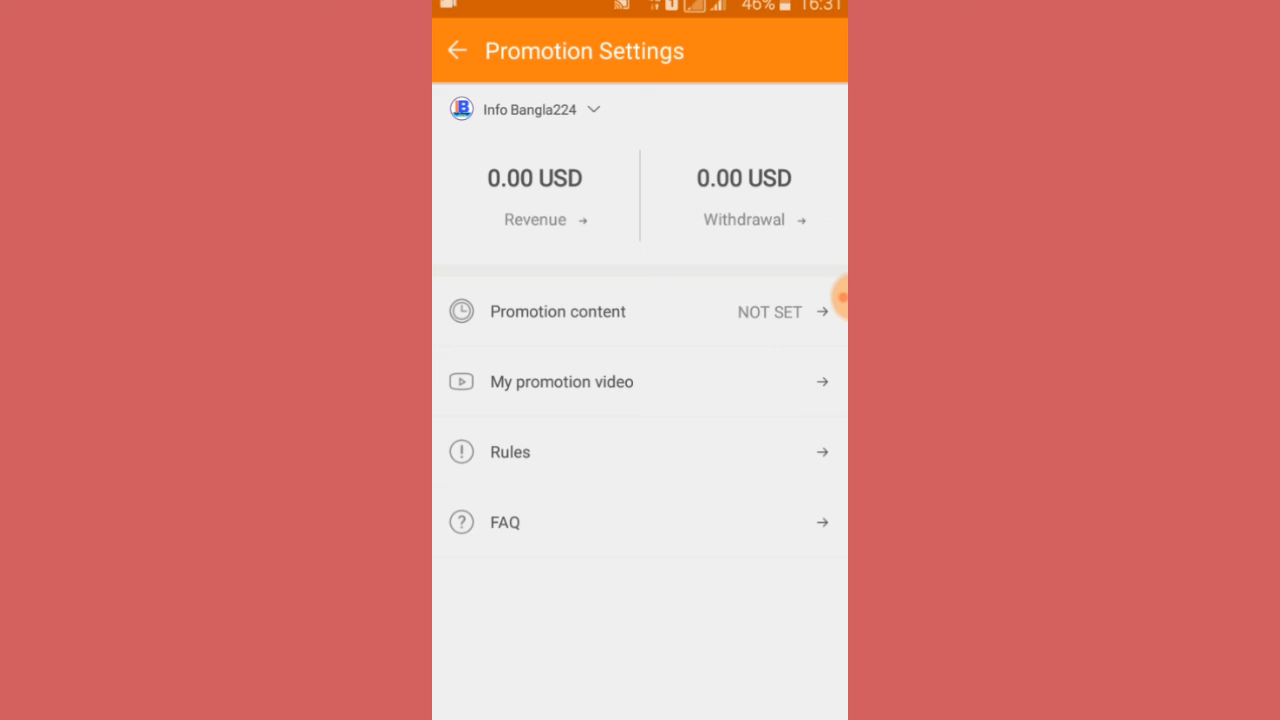 46% 16:31
Promotion Settings
Info Bangla224
0.00 USD
Revenue
0.00 USD
Withdrawal
Promotion content NOT SET
My promotion video
Rules
FAQ